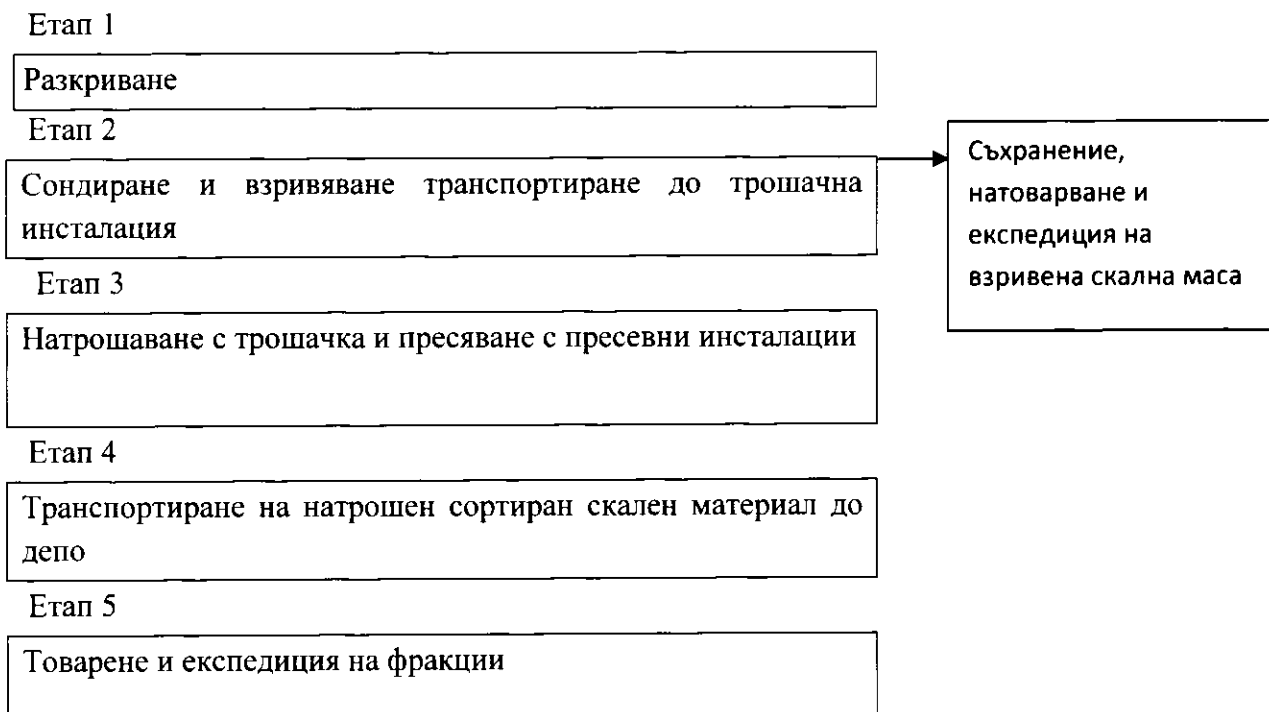 Етап 1
Разкриване
Етап 2
Сондиране и взривяване транспортиране до трошачна
инсталация
Съхранение,
натоварване и
експедиция на
взривена скална маса
Етап 3
Натрошаване с трошачка и пресяване с пресевни инсталации
Етап 4
Транспортиране на натрошен сортиран скален материал до
депо
Етап 5
Товарене и експедиция на фракции